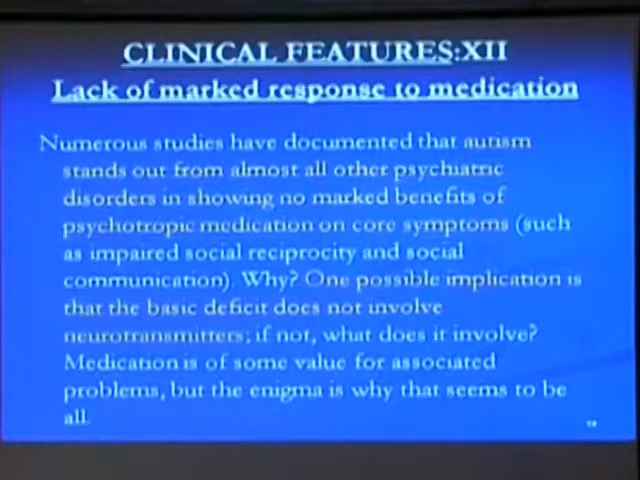 CLINICAL FEATURES:XII
Lack of marked response to medication
Numerous studies have documented that autism
stands out from almost all other psychiatric
disorders in showing no marked benefits of
psychotropic medication on core symptoms (such
as impaired social reciprocity and social
communication). Why? One possible implication is
that the basic deficit does not involve
neurotransmitters; if not, what does it involve?
Medication is of some value for associated
problems, but the enigma is why that seems to be
all.